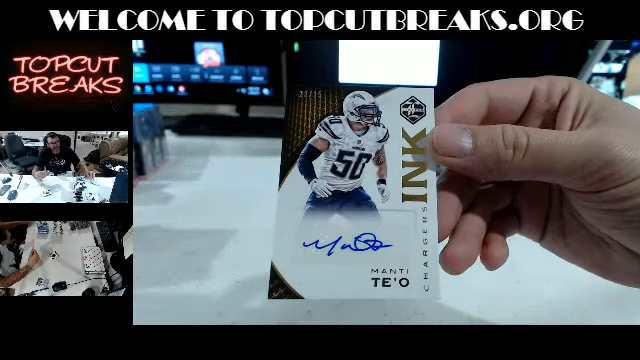 WELCOME TO TOPCUTBREAKS.ORG
TOPCUT
BREAKS
50
INK
CHARGERS
MANTI
TE'O